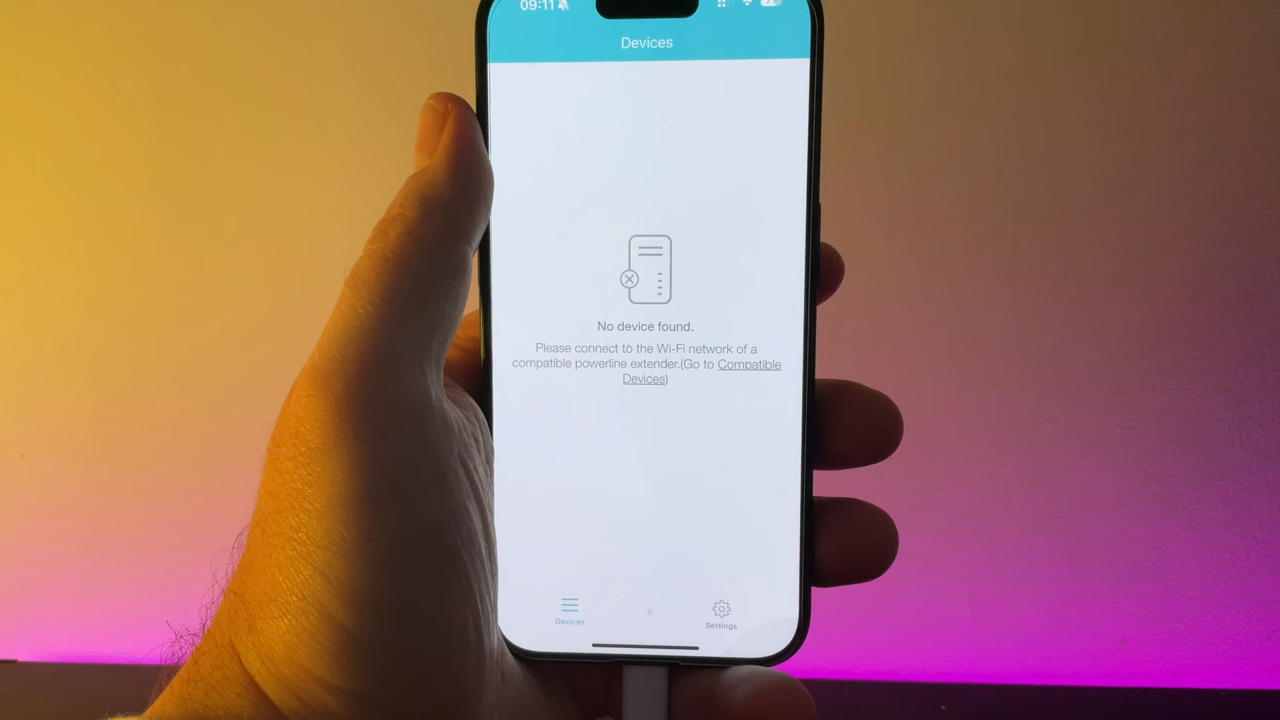 09:11
Devices
No device found.
Please connect to the Wi-Fi network of a
compatible powerline extender.(Go to Compatible
Devices)
Devices
Settings